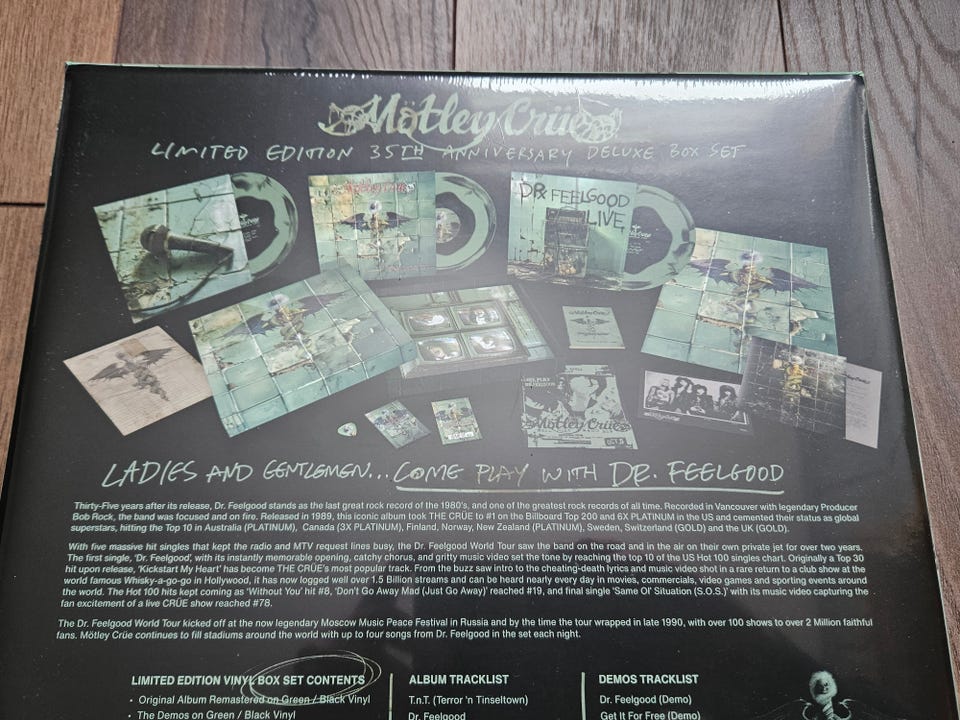 Mötley Crüe
LIMITED EDITION 35TH ANNIVERSARY DELUXE BOX SET
DR. FEELGOOD
LIVE
Mötley Crüe
LADIES AND GENTLEMEN... COME PLAY WITH DR. FEELGOOD
Thirty-Five years after its release, Dr. Feelgood stands as the last great rock record of the 1980's, and one of the greatest rock records of all time. Recorded in Vancouver with legendary Producer
Bob Rock, the band was focused and on fire. Released in 1989, this iconic album took THE CRÜE to #1 on the Billboard Top 200 and 6X PLATINUM in the US and cemented their status as global
superstars, hitting the Top 10 in Australia (PLATINUM), Canada (3X PLATINUM), Finland, Norway, New Zealand (PLATINUM), Sweden, Switzerland (GOLD) and the UK (GOLD).
With five massive hit singles that kept the radio and MTV request lines busy, the Dr. Feelgood World Tour saw the band on the road and in the air on their own private jet for over two years.
The first single, 'Dr. Feelgood', with its instantly memorable opening, catchy chorus, and gritty music video set the tone by reaching the top 10 of the US Hot 100 singles chart. Originally a Top 30
hit upon release, 'Kickstart My Heart' has become THE CRÜE's most popular track. From the buzz saw intro to the cheating-death lyrics and music video shot in a rare return to a club show at the
world famous Whisky-a-go-go in Hollywood, it has now logged well over 1.5 Billion streams and can be heard nearly every day in movies, commercials, video games and sporting events around
the world. The Hot 100 hits kept coming as 'Without You' hit #8, 'Don't Go Away Mad (Just Go Away)' reached #19, and final single 'Same Ol' Situation (S.O.S.)' with its music video capturing the
fan excitement of a live CRÜE show reached #78.
The Dr. Feelgood World Tour kicked off at the now legendary Moscow Music Peace Festival in Russia and by the time the tour wrapped in late 1990, with over 100 shows to over 2 Million faithful
fans. Mötley Crüe continues to fill stadiums around the world with up to four songs from Dr. Feelgood in the set each night.
LIMITED EDITION VINYL BOX SET CONTENTS
• Original Album Remastered on Green / Black Vinyl
• The Demos on Green / Black Vinyl
ALBUM TRACKLIST
T.n.T. (Terror 'n Tinseltown)
Dr. Feelgood
DEMOS TRACKLIST
Dr. Feelgood (Demo)
Get It For Free (Demo)